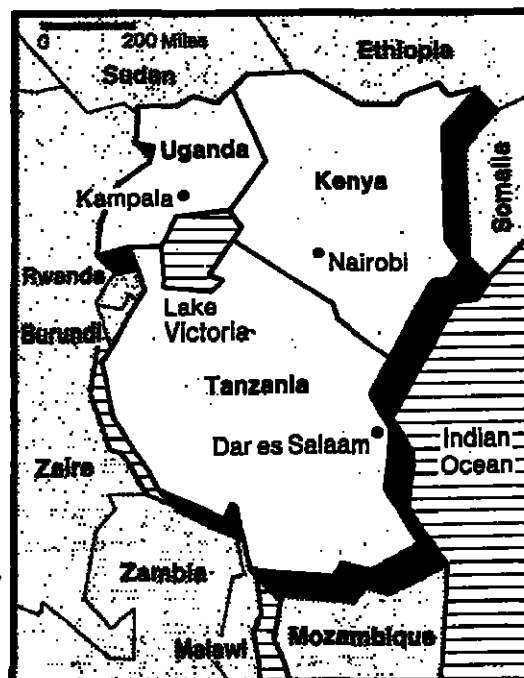 0 200 Miles
Sudan
Ethiopia
Uganda
Kenya
Somalia
Kampala
Nairobi
Rwanda
Lake
Victoria
Burundi
Tanzania
Dar es Salaam
Indian
Ocean
Zaire
Zambia
Malawi
Mozambique